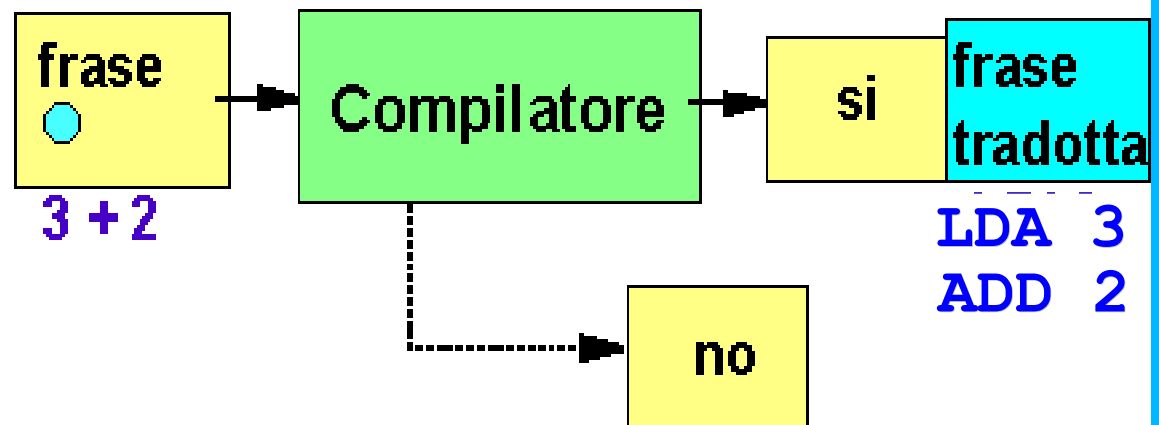 frase
3 + 2
Compilatore
si
frase
tradotta
LDA 3
ADD 2
no